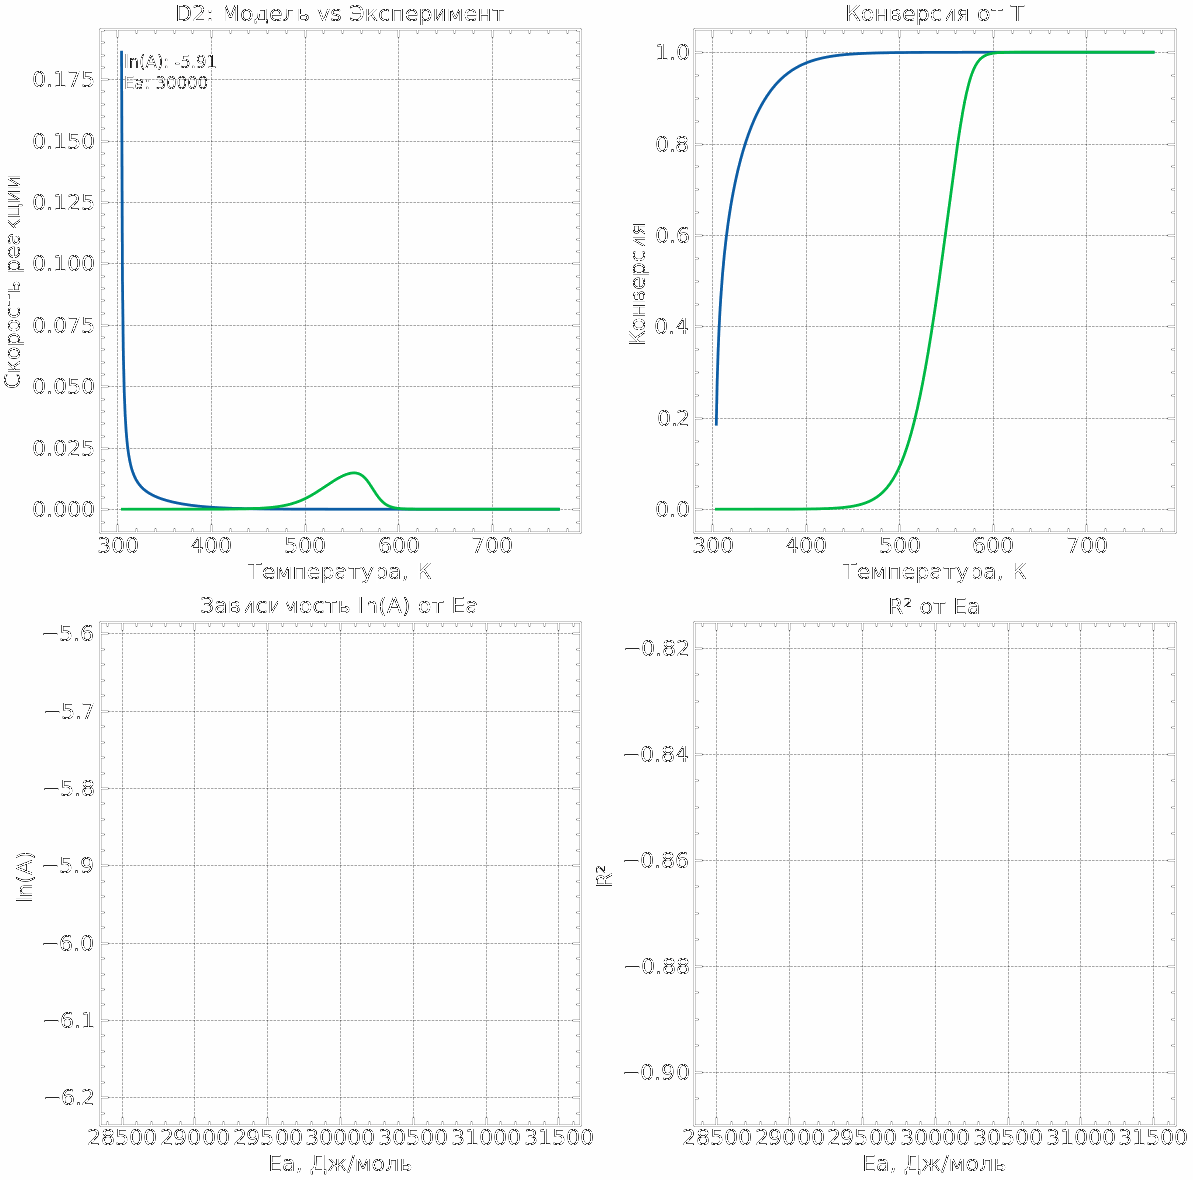 D2: Модель vs Эксперимент
ln(A): -5.91
Ea: 30000
0.175
0.150
0.125
0.100
0.075
0.050
0.025
0.000
Скорость реакции
300 400 500 600 700
Температура, K
Конверсия от T
1.0
0.8
0.6
0.4
0.2
0.0
Конверсия
300 400 500 600 700
Температура, K
Зависимость ln(A) от Ea
−5.6
−5.7
−5.8
−5.9
−6.0
−6.1
−6.2
ln(A)
28500 29000 29500 30000 30500 31000 31500
Ea, Дж/моль
R² от Ea
−0.82
−0.84
−0.86
−0.88
−0.90
R²
28500 29000 29500 30000 30500 31000 31500
Ea, Дж/моль